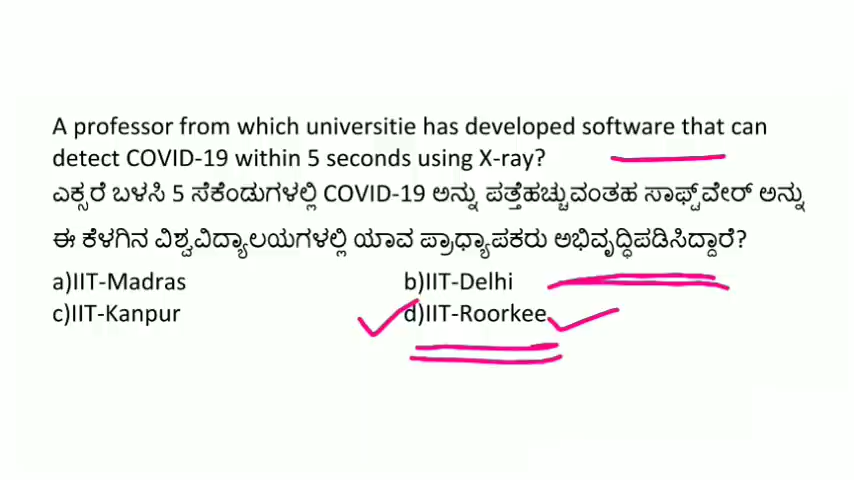 A professor from which universitie has developed software that can
detect COVID-19 within 5 seconds using X-ray?
ಎಕ್ಸರೆ ಬಳಸಿ 5 ಸೆಕೆಂಡುಗಳಲ್ಲಿ COVID-19 ಅನ್ನು ಪತ್ತೆಹಚ್ಚುವಂತಹ ಸಾಫ್ಟ್‌ವೇರ್ ಅನ್ನು
ಈ ಕೆಳಗಿನ ವಿಶ್ವವಿದ್ಯಾಲಯಗಳಲ್ಲಿ ಯಾವ ಪ್ರಾಧ್ಯಾಪಕರು ಅಭಿವೃದ್ಧಿಪಡಿಸಿದ್ದಾರೆ?
a)IIT-Madras b)IIT-Delhi
c)IIT-Kanpur d)IIT-Roorkee